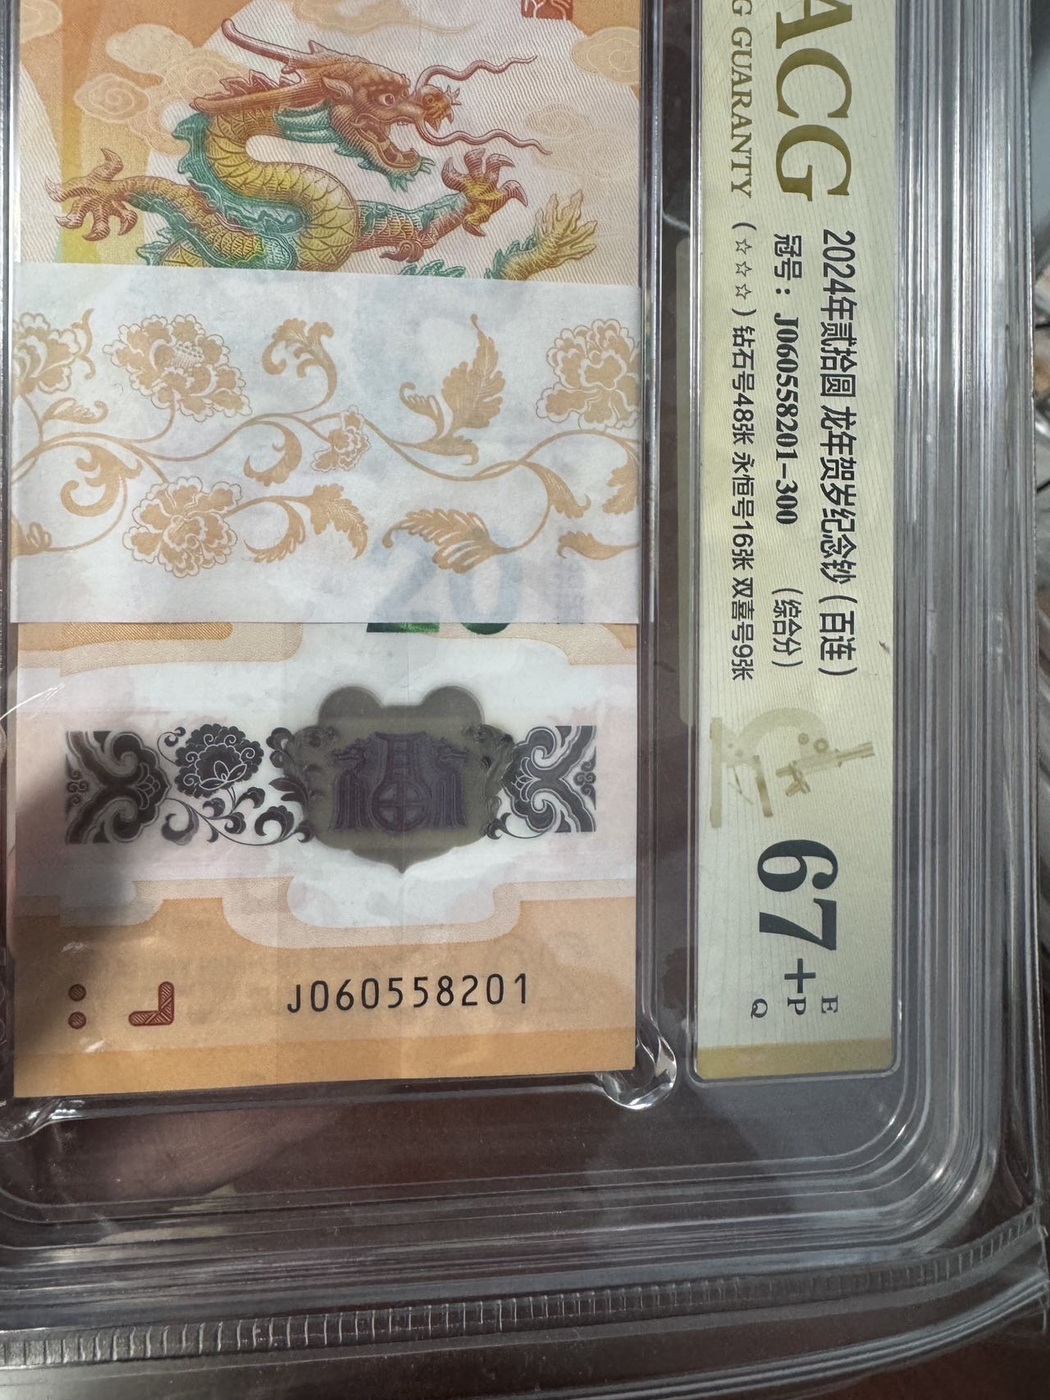 ACG
G GUARANTY
2024年贰拾圆 龙年贺岁纪念钞（百连）
冠号：J060558201-300 （综合分）
（☆☆☆）钻石号48张 永恒号16张 双喜号9张
67+
E
P
Q
20
J060558201